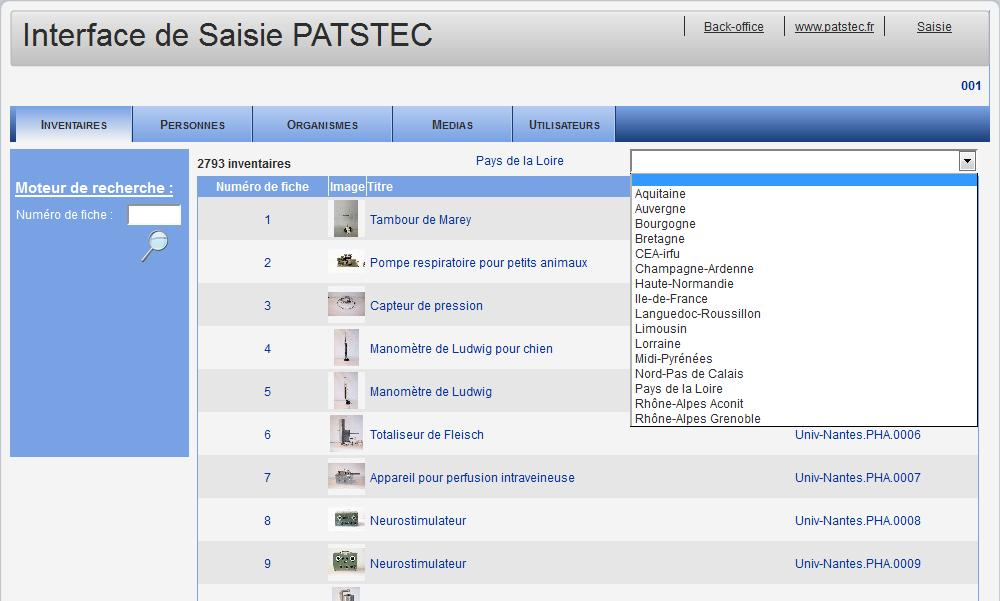 Interface de Saisie PATSTEC
Back-office
www.patstec.fr
Saisie
001
INVENTAIRES
PERSONNES
ORGANISMES
MEDIAS
UTILISATEURS
Moteur de recherche :
Numéro de fiche :
2793 inventaires
Pays de la Loire
Numéro de fiche Image Titre
1 Tambour de Marey
2 Pompe respiratoire pour petits animaux
3 Capteur de pression
4 Manomètre de Ludwig pour chien
5 Manomètre de Ludwig
6 Totaliseur de Fleisch Univ-Nantes.PHA.0006
7 Appareil pour perfusion intraveineuse Univ-Nantes.PHA.0007
8 Neurostimulateur Univ-Nantes.PHA.0008
9 Neurostimulateur Univ-Nantes.PHA.0009
Aquitaine
Auvergne
Bourgogne
Bretagne
CEA-irfu
Champagne-Ardenne
Haute-Normandie
Ile-de-France
Languedoc-Roussillon
Limousin
Lorraine
Midi-Pyrénées
Nord-Pas de Calais
Pays de la Loire
Rhône-Alpes Aconit
Rhône-Alpes Grenoble